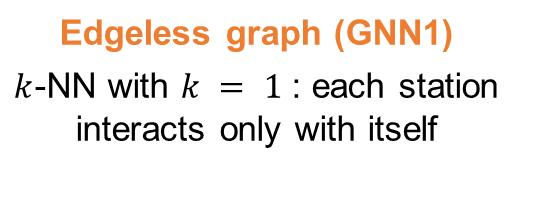 Edgeless graph (GNN1)
k-NN with k = 1 : each station
interacts only with itself